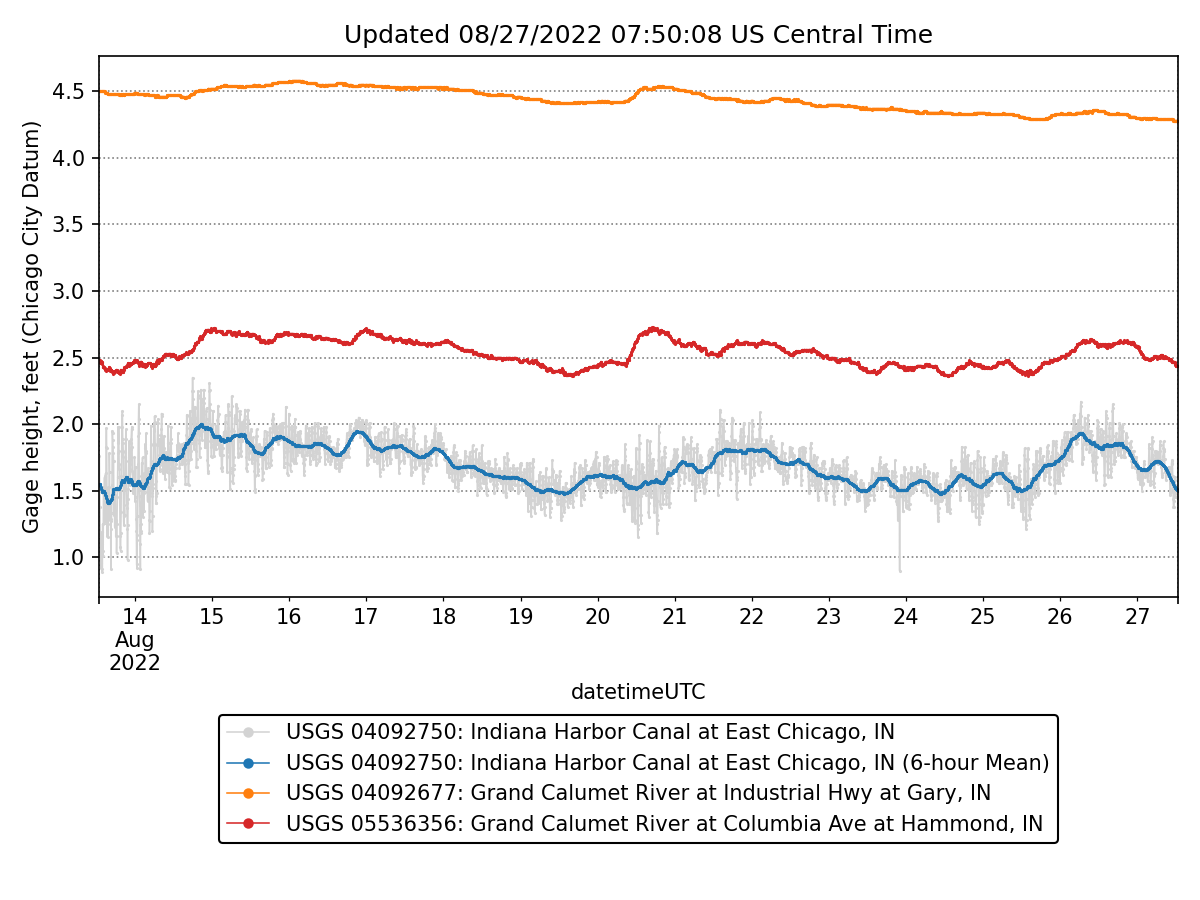 Updated 08/27/2022 07:50:08 US Central Time
Gage height, feet (Chicago City Datum)
4.5
4.0
3.5
3.0
2.5
2.0
1.5
1.0
14 15 16 17 18 19 20 21 22 23 24 25 26 27
Aug
2022
datetimeUTC
USGS 04092750: Indiana Harbor Canal at East Chicago, IN
USGS 04092750: Indiana Harbor Canal at East Chicago, IN (6-hour Mean)
USGS 04092677: Grand Calumet River at Industrial Hwy at Gary, IN
USGS 05536356: Grand Calumet River at Columbia Ave at Hammond, IN